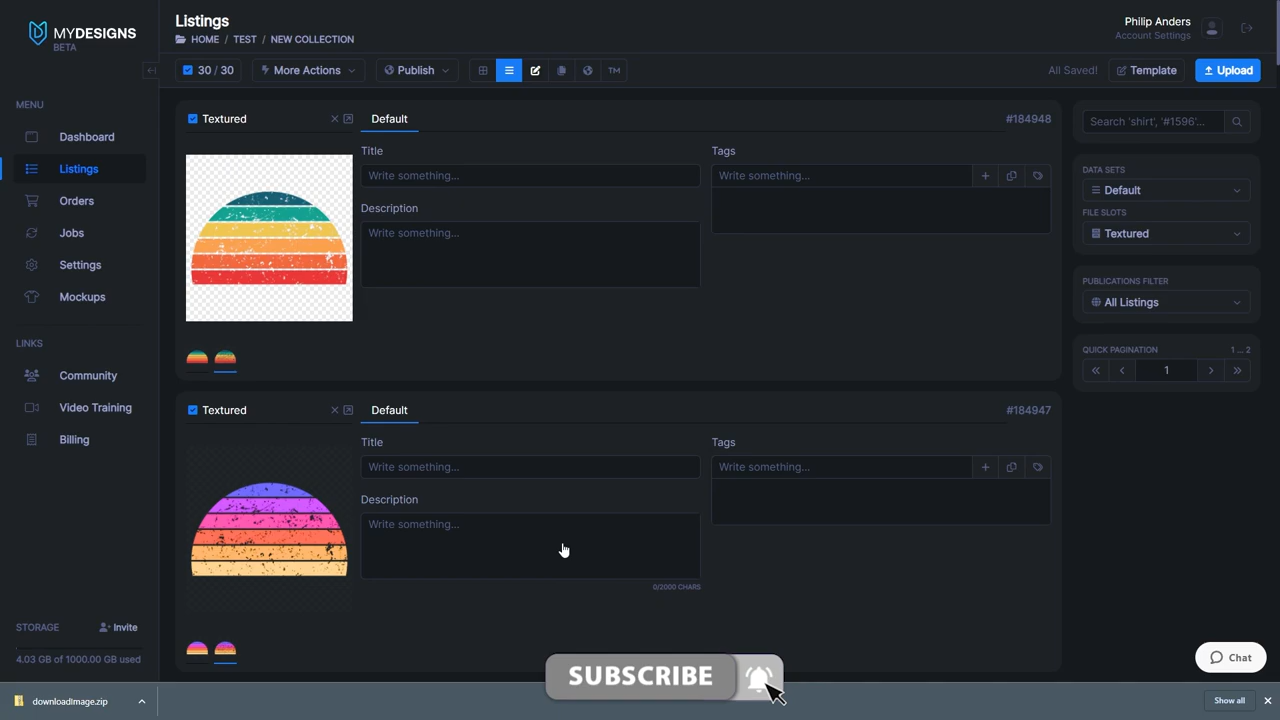 MYDESIGNS
BETA
MENU
Dashboard
Listings
Orders
Jobs
Settings
Mockups
LINKS
Community
Video Training
Billing
STORAGE
Invite
4.03 GB of 1000.00 GB used
Listings
HOME / TEST / NEW COLLECTION
Philip Anders
Account Settings
30 / 30
More Actions
Publish
TM
All Saved!
Template
Upload
Textured
Default
#184948
Title
Write something...
Description
Write something...
Tags
Write something...
Textured
Default
#184947
Title
Write something...
Description
Write something...
0/2000 CHARS
Tags
Write something...
Search 'shirt', '#1596'...
DATA SETS
Default
FILE SLOTS
Textured
PUBLICATIONS FILTER
All Listings
QUICK PAGINATION
1 ... 2
1
Chat
SUBSCRIBE
downloadImage.zip
Show all